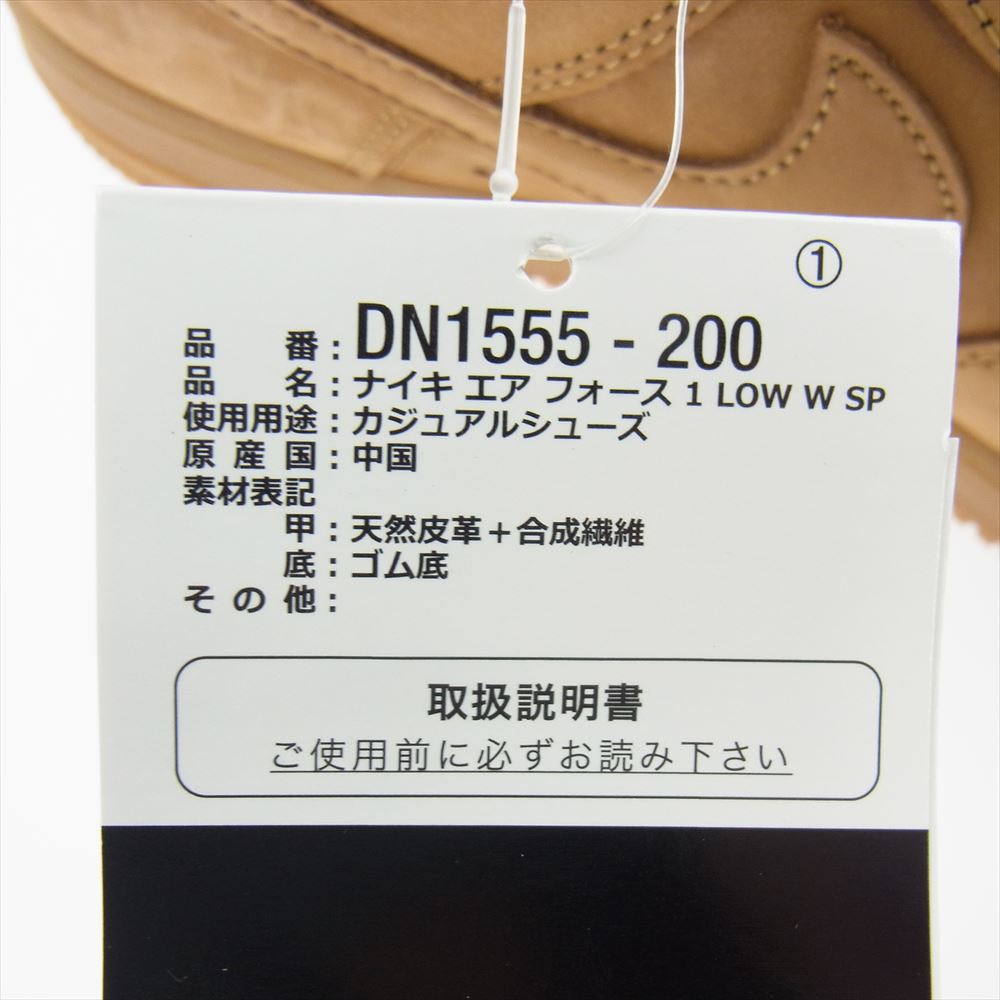 ①
品番：DN1555 - 200
品名：ナイキ エア フォース 1 LOW W SP
使用用途：カジュアルシューズ
原産国：中国
素材表記
甲：天然皮革＋合成繊維
底：ゴム底
その他：
取扱説明書
ご使用前に必ずお読み下さい